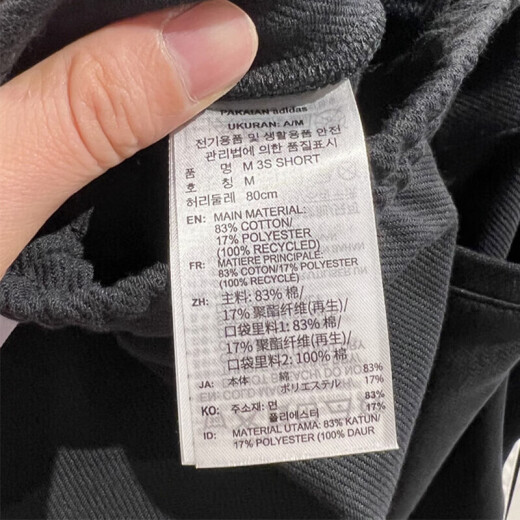 PAKAIAN adidas
UKURAN: A/M
전기용품 및 생활용품 안전
관리법에 의한 품질표시
품 명 M 3S SHORT
호 칭 M
허리둘레 80cm
EN: MAIN MATERIAL:
83% COTTON/
17% POLYESTER
(100% RECYCLED)
FR: MATIERE PRINCIPALE:
83% COTON/17% POLYESTER
(100% RECYCLÉ)
ZH: 主料: 83% 棉/
17% 聚酯纤维(再生)/
口袋里料1: 83% 棉/
17% 聚酯纤维(再生)/
口袋里料2: 100% 棉
JA: 本体 綿 83%
ポリエステル 17%
KO: 주소재: 면 83%
폴리에스터 17%
ID: MATERIAL UTAMA: 83% KATUN/
17% POLYESTER (100% DAUR